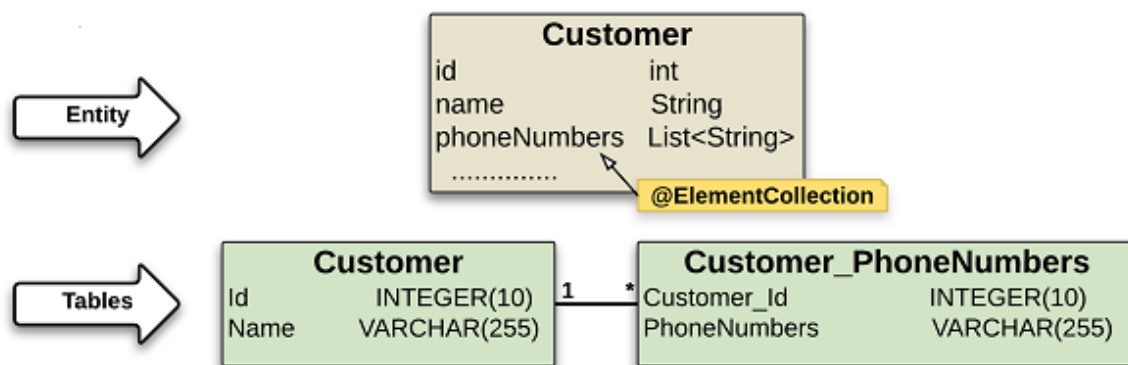 Customer
id int
name String
phoneNumbers List<String>
..............
@ElementCollection
Entity
Customer
Id INTEGER(10)
Name VARCHAR(255)
1 *
Customer_PhoneNumbers
Customer_Id INTEGER(10)
PhoneNumbers VARCHAR(255)
Tables